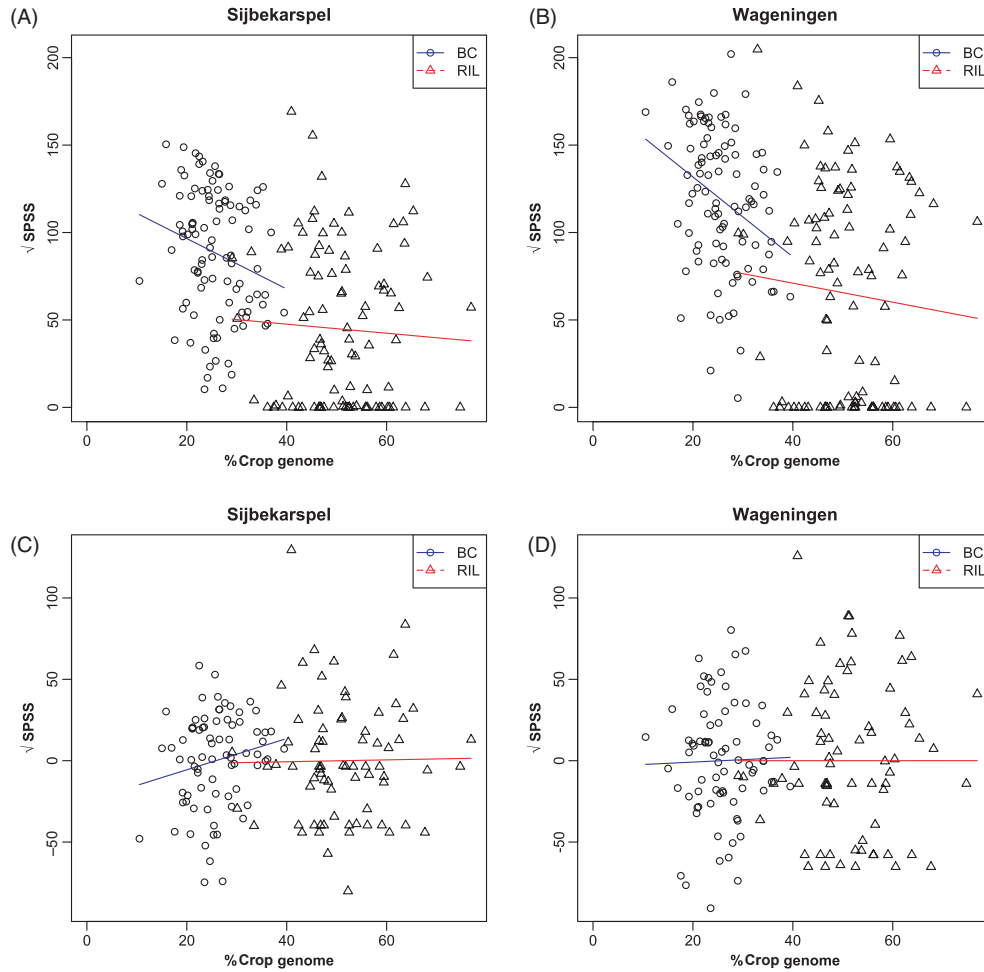 (A)
Sijbekarspel
BC
RIL
√ SPSS
200
150
100
50
0
0 20 40 60
%Crop genome
(B)
Wageningen
BC
RIL
√ SPSS
200
150
100
50
0
0 20 40 60
%Crop genome
(C)
Sijbekarspel
BC
RIL
√ SPSS
100
50
0
−50
0 20 40 60
%Crop genome
(D)
Wageningen
BC
RIL
√ SPSS
100
50
0
−50
0 20 40 60
%Crop genome